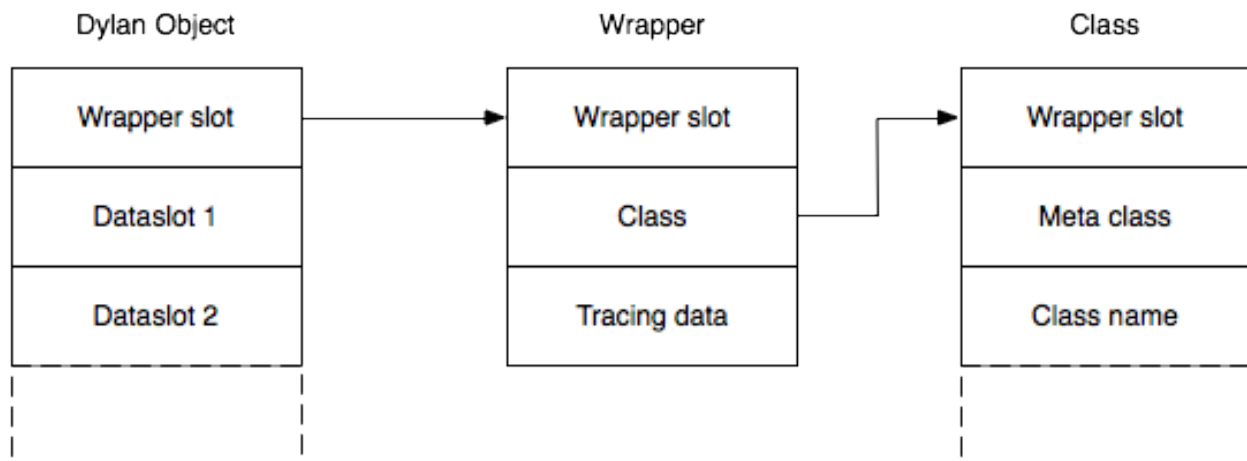 Dylan Object
Wrapper
Class
Wrapper slot
Wrapper slot
Wrapper slot
Dataslot 1
Class
Meta class
Dataslot 2
Tracing data
Class name